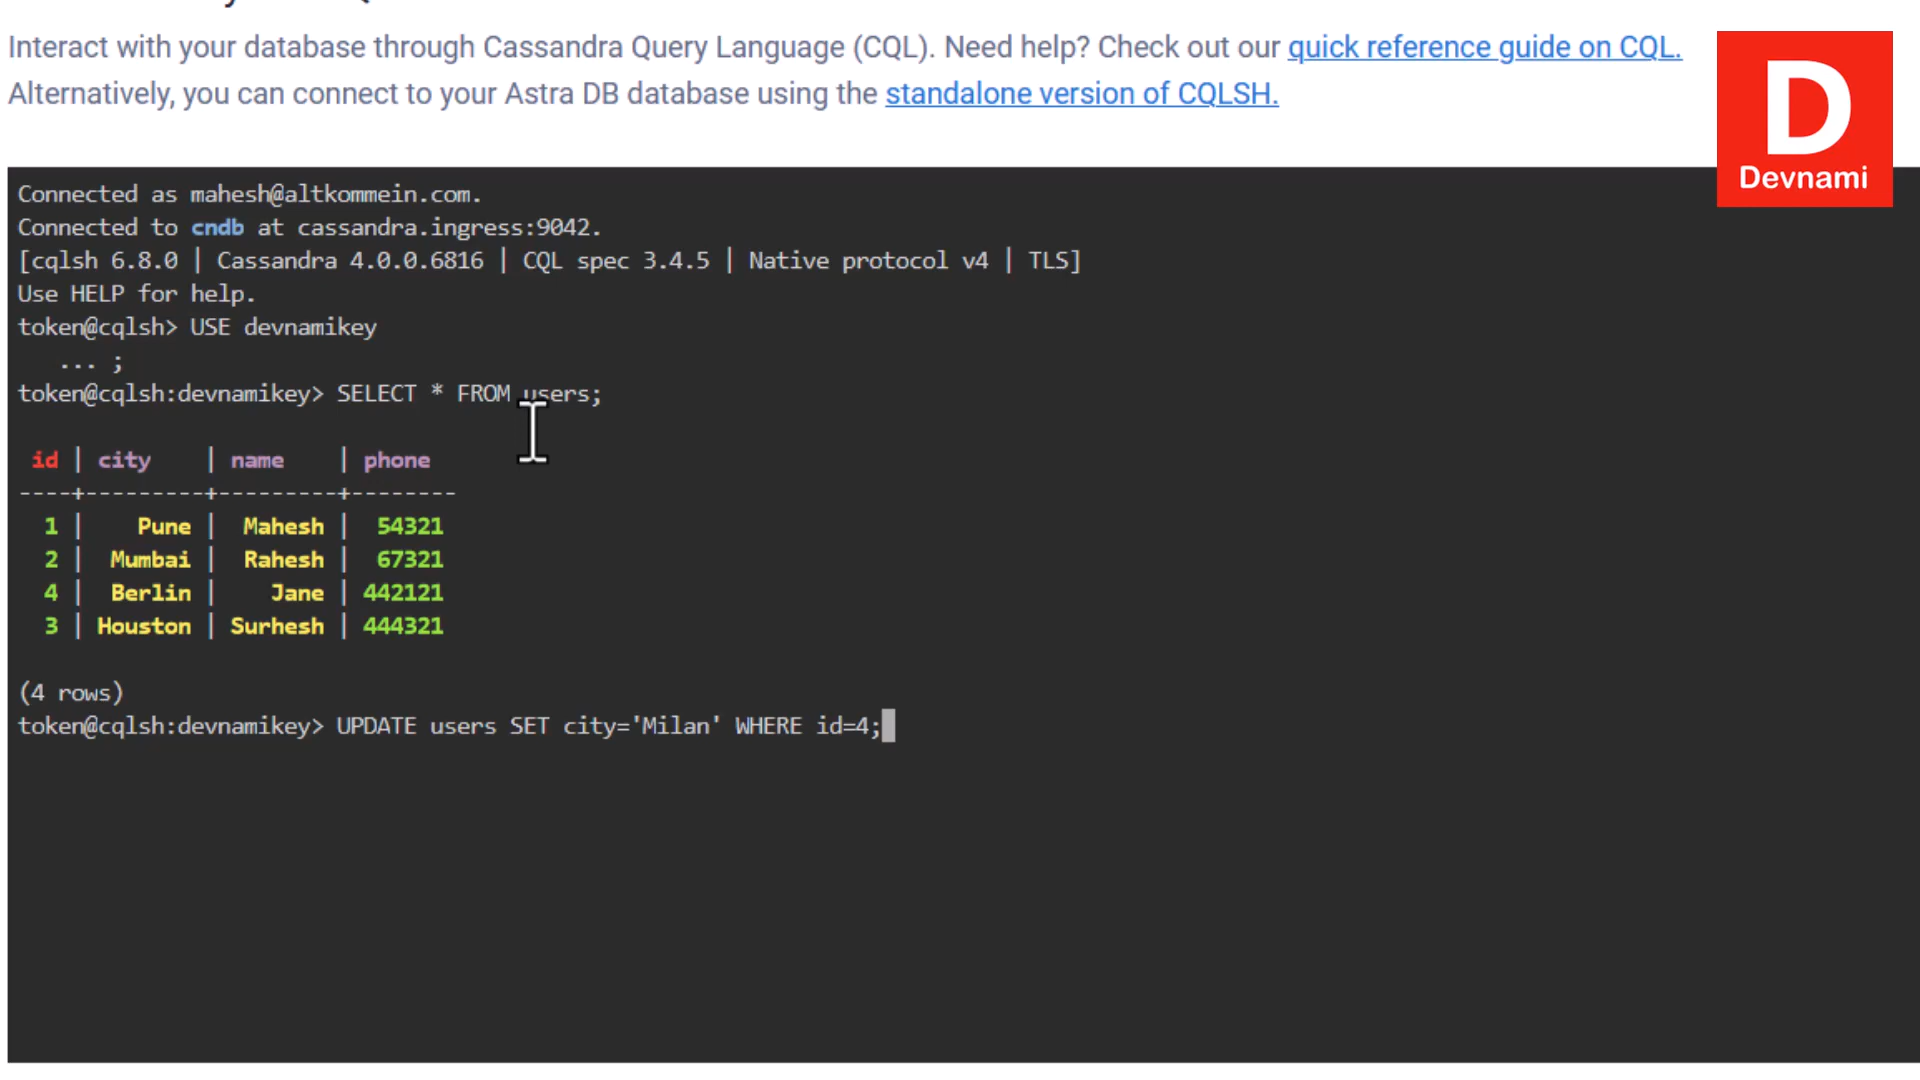 Interact with your database through Cassandra Query Language (CQL). Need help? Check out our quick reference guide on CQL.
Alternatively, you can connect to your Astra DB database using the standalone version of CQLSH.
D
Devnami
Connected as mahesh@altkommein.com.
Connected to cndb at cassandra.ingress:9042.
[cqlsh 6.8.0 | Cassandra 4.0.0.6816 | CQL spec 3.4.5 | Native protocol v4 | TLS]
Use HELP for help.
token@cqlsh> USE devnamikey
   ... ;
token@cqlsh:devnamikey> SELECT * FROM users;
 id | city    | name    | phone
----+---------+---------+--------
  1 |    Pune |  Mahesh |  54321
  2 |  Mumbai |  Rahesh |  67321
  4 |  Berlin |    Jane | 442121
  3 | Houston | Surhesh | 444321
(4 rows)
token@cqlsh:devnamikey> UPDATE users SET city='Milan' WHERE id=4;